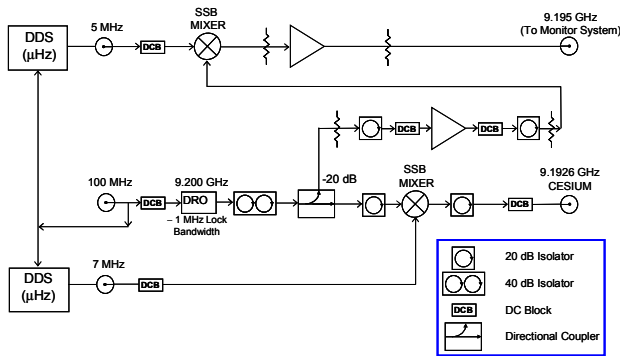 DDS
(μHz)
5 MHz
DCB
SSB
MIXER
9.195 GHz
(To Monitor System)
DCB
DCB
100 MHz
DCB
9.200 GHz
DRO
~ 1 MHz Lock
Bandwidth
-20 dB
SSB
MIXER
DCB
9.1926 GHz
CESIUM
DDS
(μHz)
7 MHz
DCB
20 dB Isolator
40 dB Isolator
DCB
DC Block
Directional Coupler